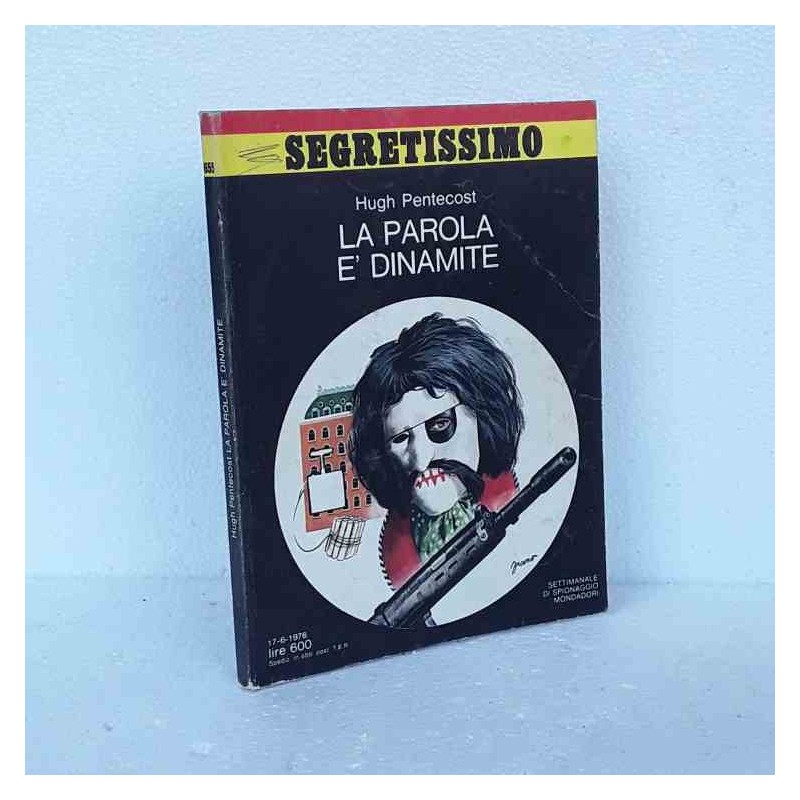 SEGRETISSIMO
Hugh Pentecost
LA PAROLA
E' DINAMITE
SETTIMANALE
DI SPIONAGGIO
MONDADORI
17-6-1976
lire 600
Hugh Pentecost LA PAROLA E' DINAMITE